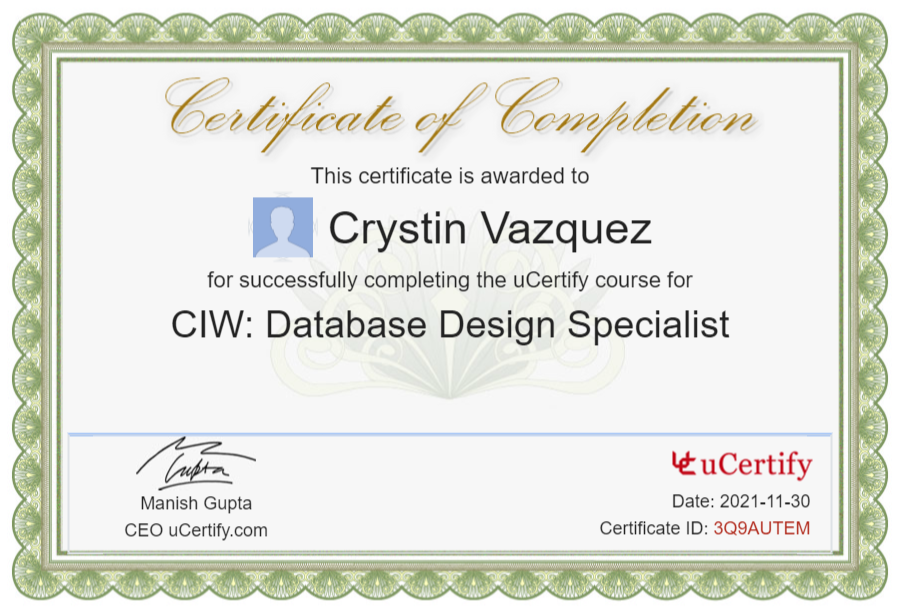 Certificate of Completion
This certificate is awarded to
Crystin Vazquez
for successfully completing the uCertify course for
CIW: Database Design Specialist
Gupta
Manish Gupta
CEO uCertify.com
uCertify
Date: 2021-11-30
Certificate ID: 3Q9AUTEM